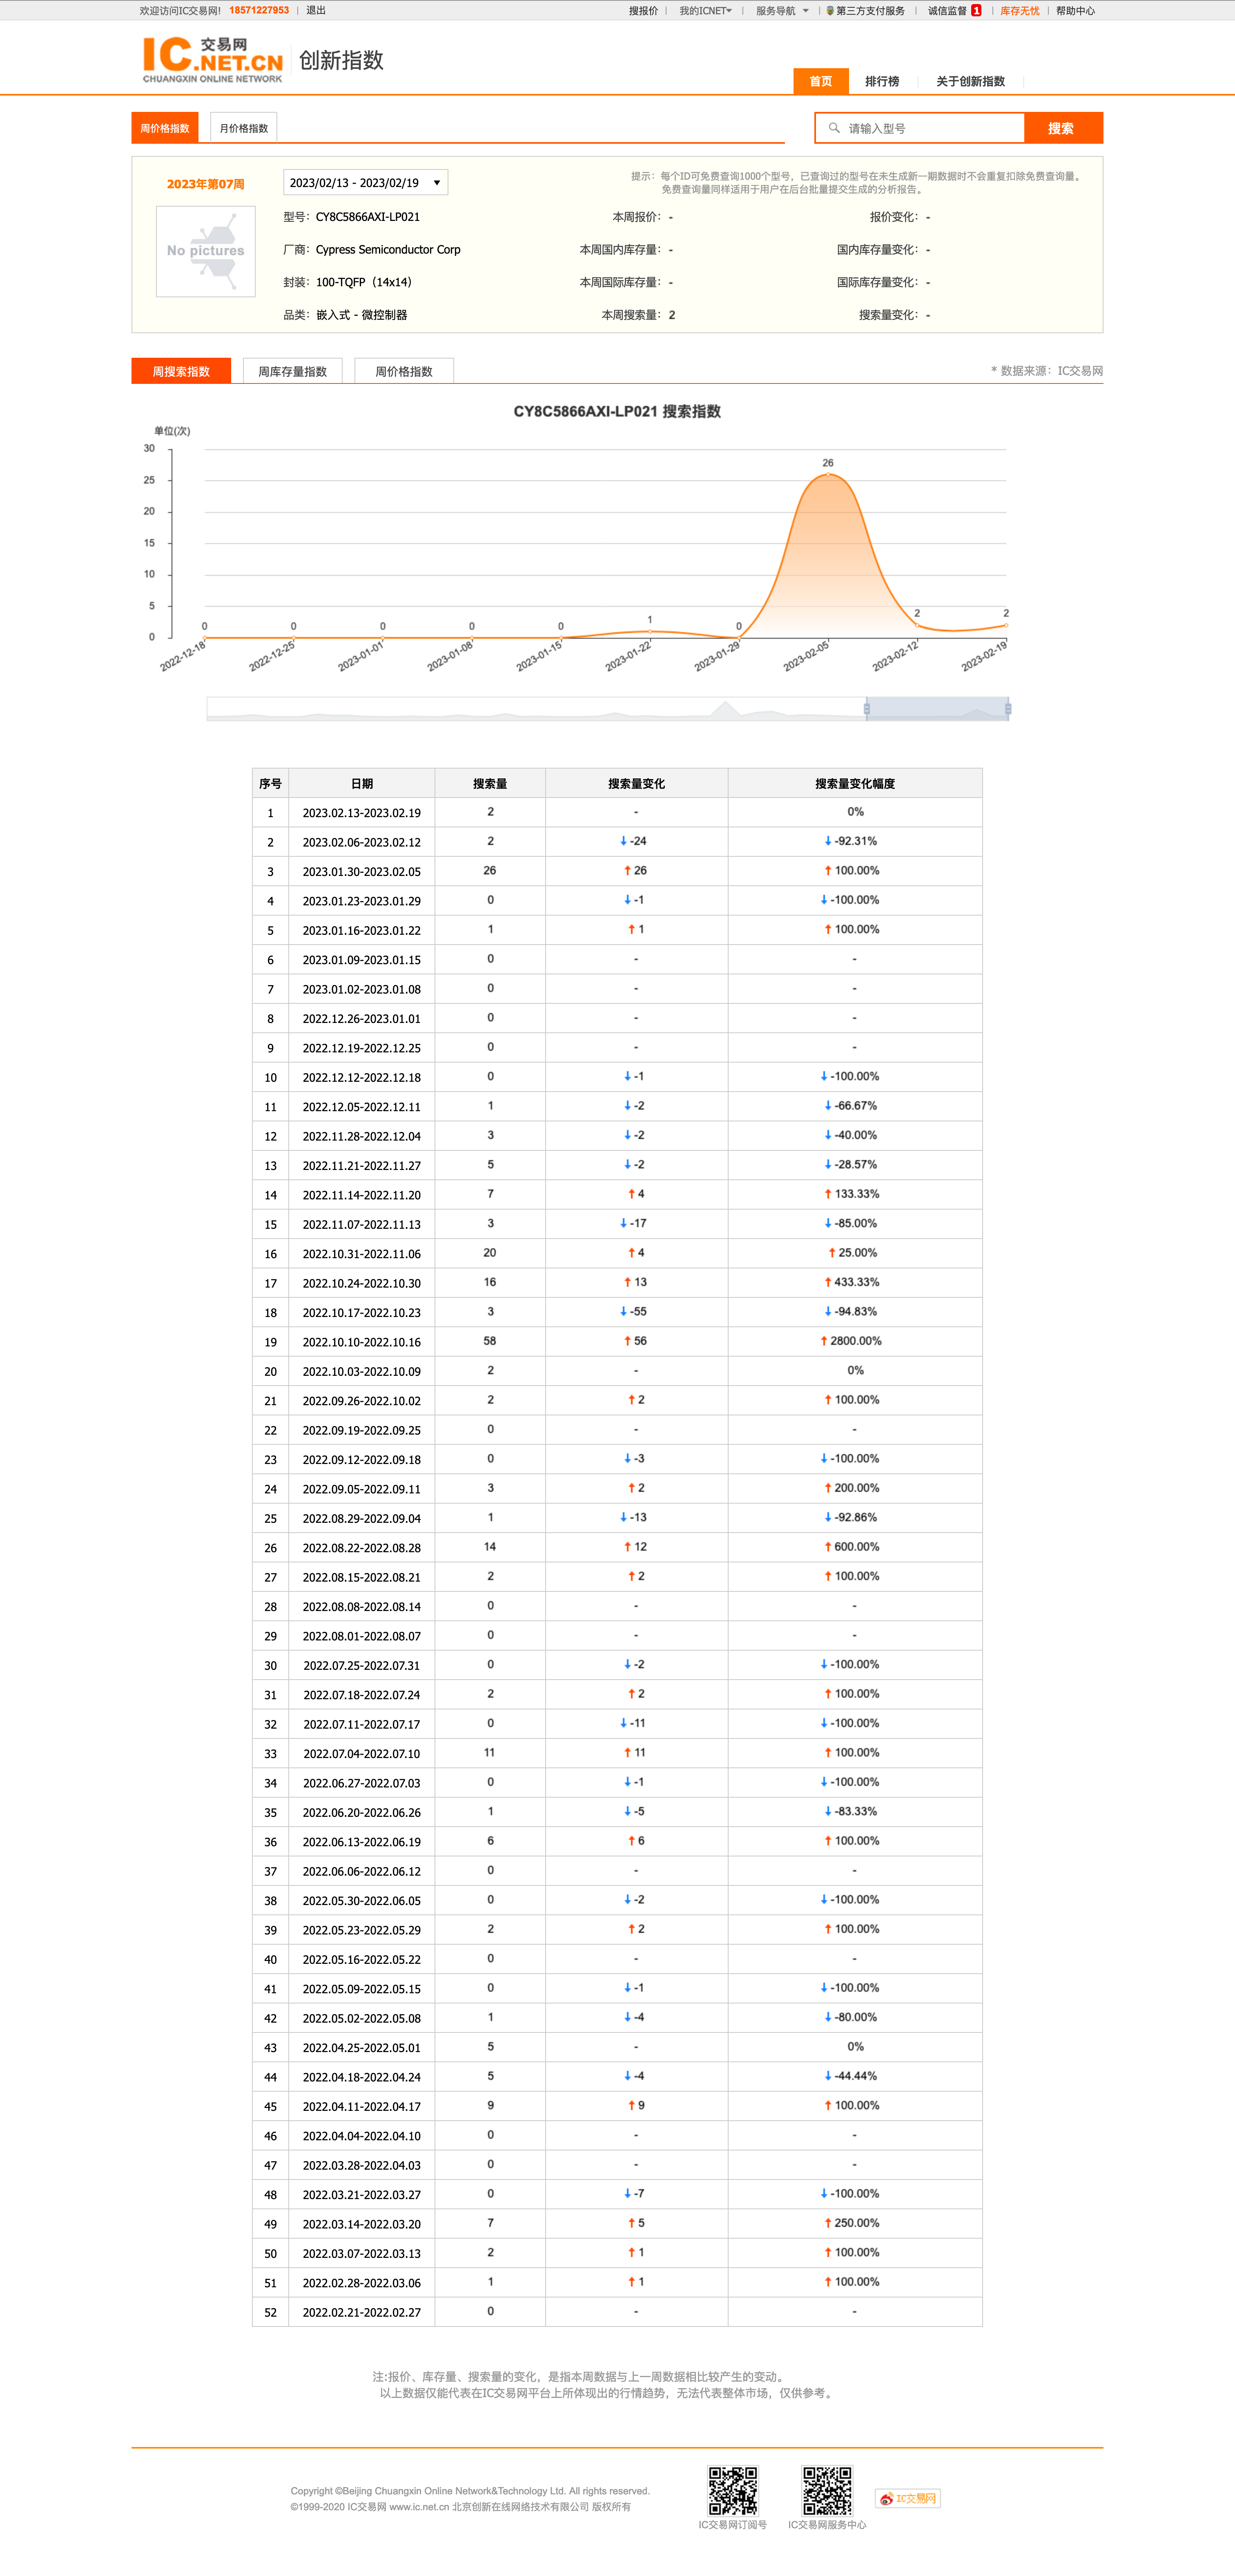 欢迎访问IC交易网! 18571227953 | 退出 搜报价 | 我的ICNET | 服务导航 | 第三方支付服务 | 诚信监督 1 | 库存无忧 | 帮助中心
IC 交易网
.NET.CN
CHUANGXIN ONLINE NETWORK
创新指数
首页 排行榜 关于创新指数
周价格指数 月价格指数 请输入型号 搜索
2023年第07周 2023/02/13 - 2023/02/19
提示：每个ID可免费查询1000个型号，已查询过的型号在未生成新一期数据时不会重复扣除免费查询量。
免费查询量同样适用于用户在后台批量提交生成的分析报告。
No pictures
型号：CY8C5866AXI-LP021 本周报价：- 报价变化：-
厂商：Cypress Semiconductor Corp 本周国内库存量：- 国内库存量变化：-
封装：100-TQFP（14x14） 本周国际库存量：- 国际库存量变化：-
品类：嵌入式 - 微控制器 本周搜索量：2 搜索量变化：-
周搜索指数 周库存量指数 周价格指数 * 数据来源：IC交易网
CY8C5866AXI-LP021 搜索指数
单位(次)
30
25
20
15
10
5
0
0 0 0 0 0 1 0 26 2 2
2022-12-18 2022-12-25 2023-01-01 2023-01-08 2023-01-15 2023-01-22 2023-01-29 2023-02-05 2023-02-12 2023-02-19
序号 日期 搜索量 搜索量变化 搜索量变化幅度
1 2023.02.13-2023.02.19 2 - 0%
2 2023.02.06-2023.02.12 2 ↓ -24 ↓ -92.31%
3 2023.01.30-2023.02.05 26 ↑ 26 ↑ 100.00%
4 2023.01.23-2023.01.29 0 ↓ -1 ↓ -100.00%
5 2023.01.16-2023.01.22 1 ↑ 1 ↑ 100.00%
6 2023.01.09-2023.01.15 0 - -
7 2023.01.02-2023.01.08 0 - -
8 2022.12.26-2023.01.01 0 - -
9 2022.12.19-2022.12.25 0 - -
10 2022.12.12-2022.12.18 0 ↓ -1 ↓ -100.00%
11 2022.12.05-2022.12.11 1 ↓ -2 ↓ -66.67%
12 2022.11.28-2022.12.04 3 ↓ -2 ↓ -40.00%
13 2022.11.21-2022.11.27 5 ↓ -2 ↓ -28.57%
14 2022.11.14-2022.11.20 7 ↑ 4 ↑ 133.33%
15 2022.11.07-2022.11.13 3 ↓ -17 ↓ -85.00%
16 2022.10.31-2022.11.06 20 ↑ 4 ↑ 25.00%
17 2022.10.24-2022.10.30 16 ↑ 13 ↑ 433.33%
18 2022.10.17-2022.10.23 3 ↓ -55 ↓ -94.83%
19 2022.10.10-2022.10.16 58 ↑ 56 ↑ 2800.00%
20 2022.10.03-2022.10.09 2 - 0%
21 2022.09.26-2022.10.02 2 ↑ 2 ↑ 100.00%
22 2022.09.19-2022.09.25 0 - -
23 2022.09.12-2022.09.18 0 ↓ -3 ↓ -100.00%
24 2022.09.05-2022.09.11 3 ↑ 2 ↑ 200.00%
25 2022.08.29-2022.09.04 1 ↓ -13 ↓ -92.86%
26 2022.08.22-2022.08.28 14 ↑ 12 ↑ 600.00%
27 2022.08.15-2022.08.21 2 ↑ 2 ↑ 100.00%
28 2022.08.08-2022.08.14 0 - -
29 2022.08.01-2022.08.07 0 - -
30 2022.07.25-2022.07.31 0 ↓ -2 ↓ -100.00%
31 2022.07.18-2022.07.24 2 ↑ 2 ↑ 100.00%
32 2022.07.11-2022.07.17 0 ↓ -11 ↓ -100.00%
33 2022.07.04-2022.07.10 11 ↑ 11 ↑ 100.00%
34 2022.06.27-2022.07.03 0 ↓ -1 ↓ -100.00%
35 2022.06.20-2022.06.26 1 ↓ -5 ↓ -83.33%
36 2022.06.13-2022.06.19 6 ↑ 6 ↑ 100.00%
37 2022.06.06-2022.06.12 0 - -
38 2022.05.30-2022.06.05 0 ↓ -2 ↓ -100.00%
39 2022.05.23-2022.05.29 2 ↑ 2 ↑ 100.00%
40 2022.05.16-2022.05.22 0 - -
41 2022.05.09-2022.05.15 0 ↓ -1 ↓ -100.00%
42 2022.05.02-2022.05.08 1 ↓ -4 ↓ -80.00%
43 2022.04.25-2022.05.01 5 - 0%
44 2022.04.18-2022.04.24 5 ↓ -4 ↓ -44.44%
45 2022.04.11-2022.04.17 9 ↑ 9 ↑ 100.00%
46 2022.04.04-2022.04.10 0 - -
47 2022.03.28-2022.04.03 0 - -
48 2022.03.21-2022.03.27 0 ↓ -7 ↓ -100.00%
49 2022.03.14-2022.03.20 7 ↑ 5 ↑ 250.00%
50 2022.03.07-2022.03.13 2 ↑ 1 ↑ 100.00%
51 2022.02.28-2022.03.06 1 ↑ 1 ↑ 100.00%
52 2022.02.21-2022.02.27 0 - -
注:报价、库存量、搜索量的变化，是指本周数据与上一周数据相比较产生的变动。
以上数据仅能代表在IC交易网平台上所体现出的行情趋势，无法代表整体市场，仅供参考。
Copyright ©Beijing Chuangxin Online Network&Technology Ltd. All rights reserved.
©1999-2020 IC交易网 www.ic.net.cn 北京创新在线网络技术有限公司 版权所有
IC交易网订阅号 IC交易网服务中心 IC交易网